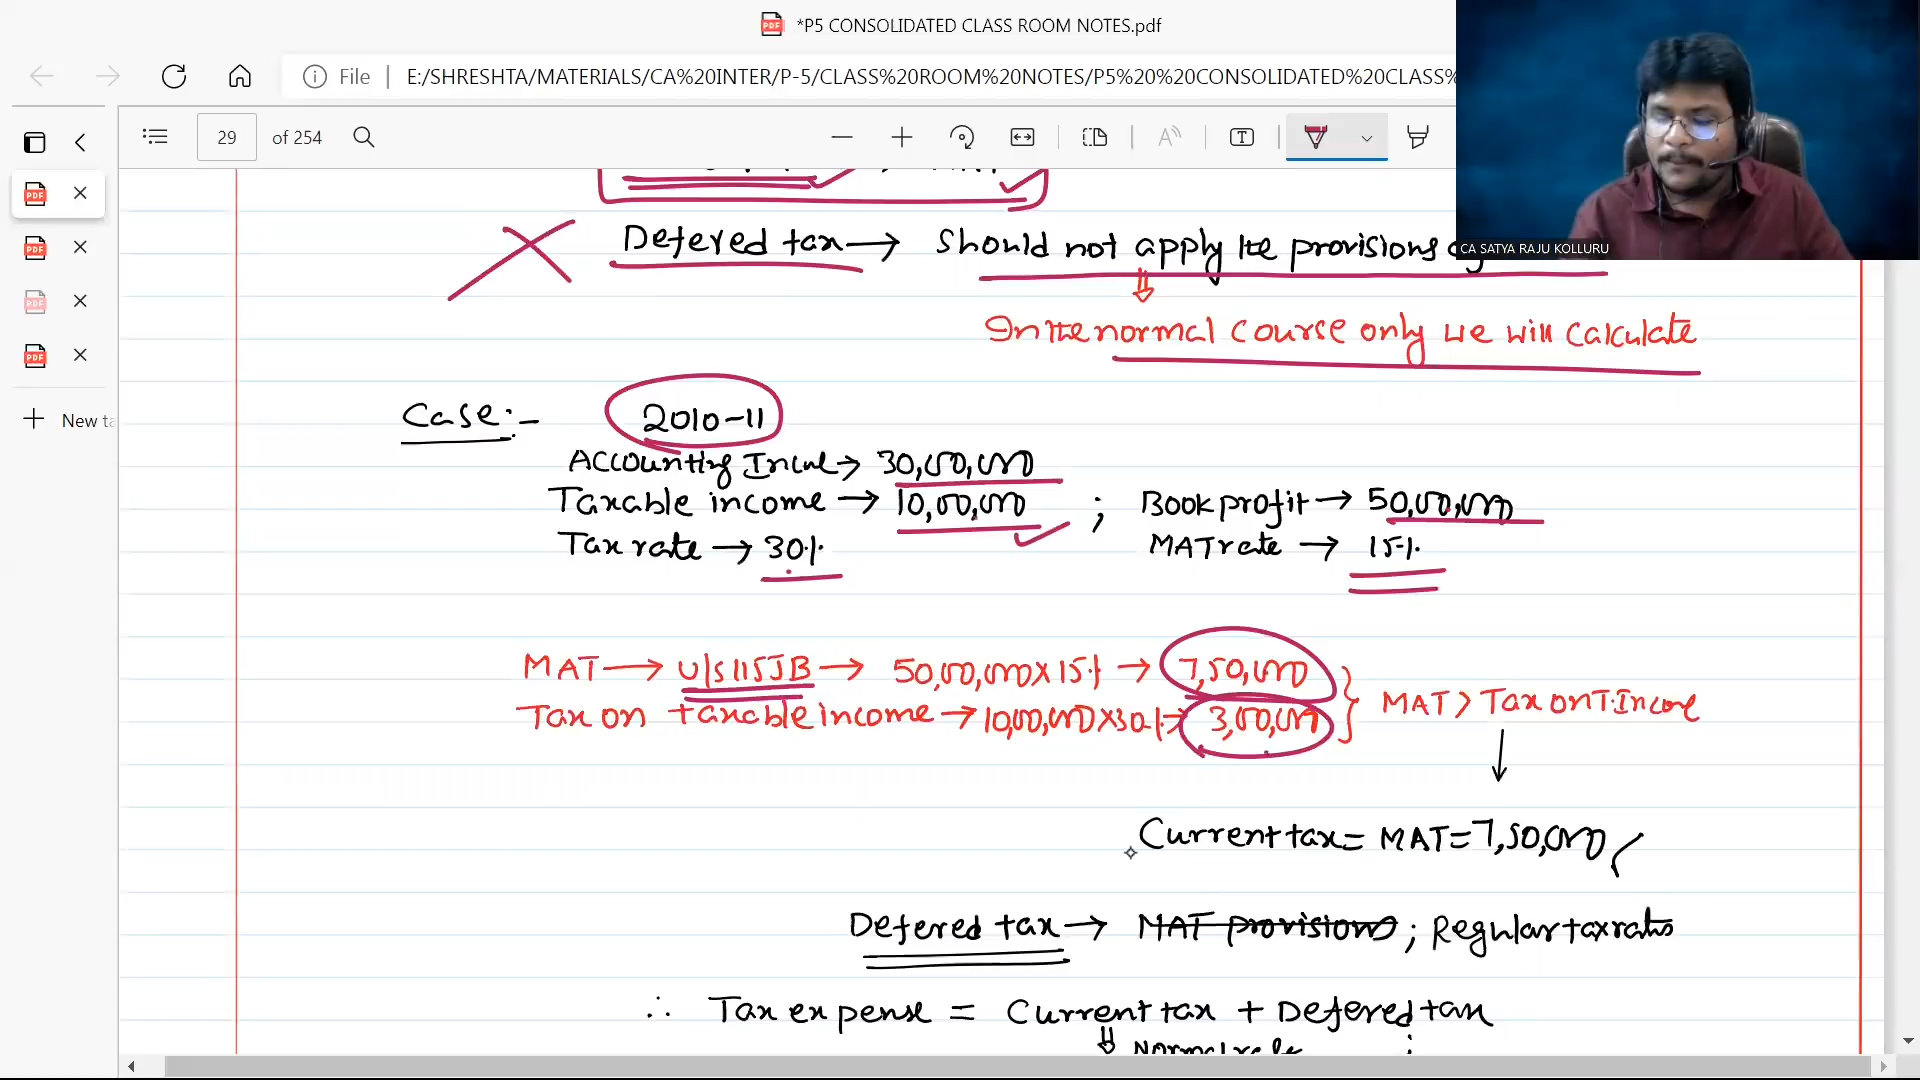 *P5 CONSOLIDATED CLASS ROOM NOTES.pdf
File E:/SHRESHTA/MATERIALS/CA%20INTER/P-5/CLASS%20ROOM%20NOTES/P5%20%20CONSOLIDATED%20CLASS%
29 of 254
CA SATYA RAJU KOLLURU
Defered tax → Should not apply the provisions
In the normal course only we will calculate
New ta
Case:- 2010-11
Accounting Income → 30,00,000
Taxable income → 10,00,000 ; Book profit → 50,00,000
Tax rate → 30% MAT rate → 15%
MAT → U/s 115JB → 50,00,000 x 15% → 7,50,000
Tax on taxable income → 10,00,000 x 30% → 3,00,000 } MAT > Tax on T.Income
Current tax = MAT = 7,50,000
Defered tax → MAT provisions ; Regular tax rates
∴ Tax expense = Current tax + Defered tax
Normal rate